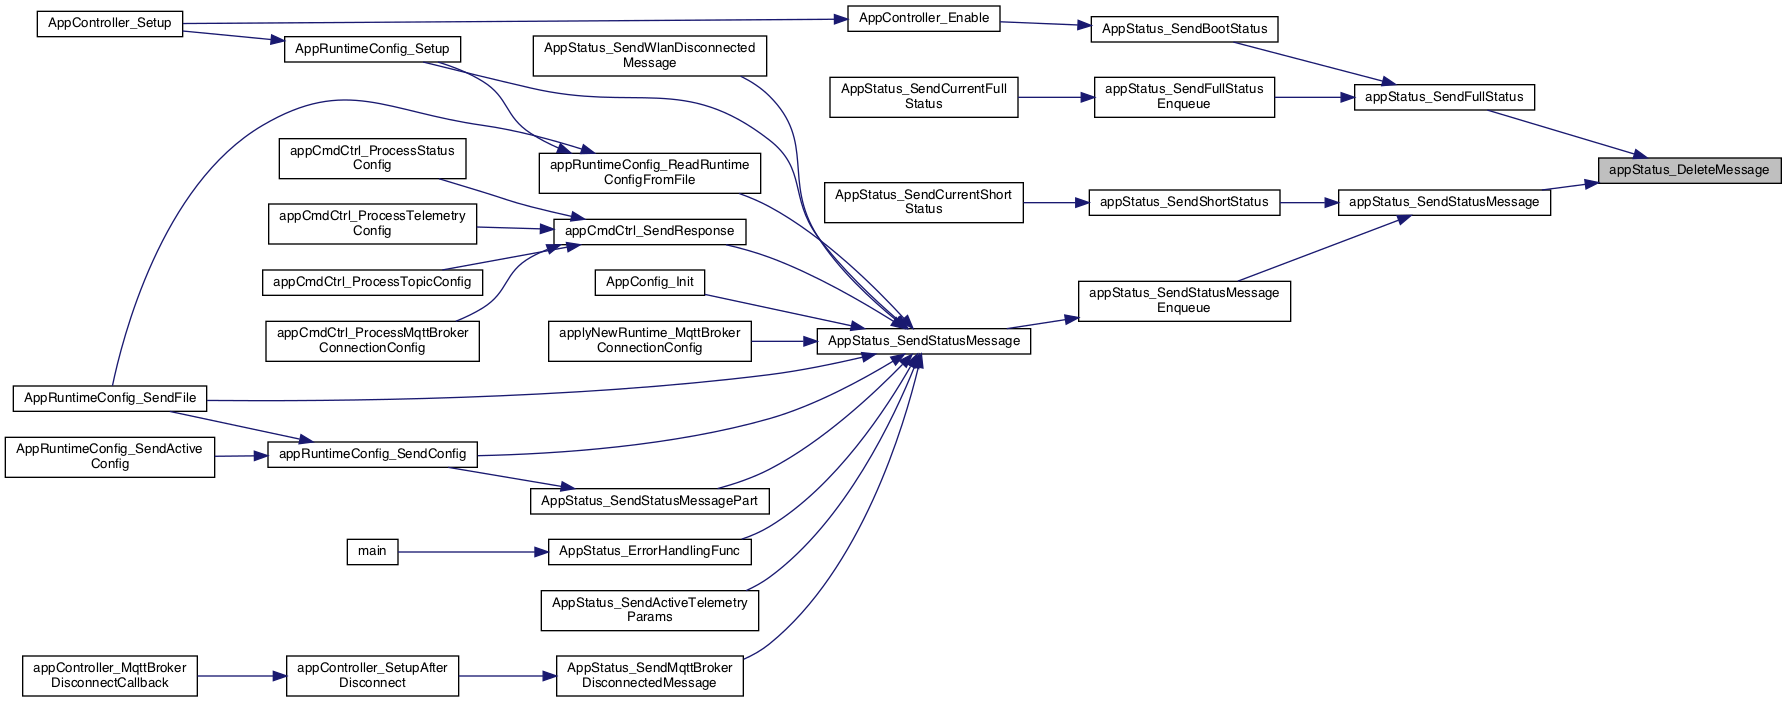 AppController_Setup
AppController_Enable
AppStatus_SendBootStatus
AppRuntimeConfig_Setup
AppStatus_SendWlanDisconnected
Message
AppStatus_SendCurrentFull
Status
appStatus_SendFullStatus
Enqueue
appStatus_SendFullStatus
appCmdCtrl_ProcessStatus
Config
appRuntimeConfig_ReadRuntime
ConfigFromFile
appStatus_DeleteMessage
AppStatus_SendCurrentShort
Status
appStatus_SendShortStatus
appStatus_SendStatusMessage
appCmdCtrl_ProcessTelemetry
Config
appCmdCtrl_SendResponse
appCmdCtrl_ProcessTopicConfig
AppConfig_Init
appStatus_SendStatusMessage
Enqueue
appCmdCtrl_ProcessMqttBroker
ConnectionConfig
applyNewRuntime_MqttBroker
ConnectionConfig
AppStatus_SendStatusMessage
AppRuntimeConfig_SendFile
AppRuntimeConfig_SendActive
Config
appRuntimeConfig_SendConfig
AppStatus_SendStatusMessagePart
main
AppStatus_ErrorHandlingFunc
AppStatus_SendActiveTelemetry
Params
appController_MqttBroker
DisconnectCallback
appController_SetupAfter
Disconnect
AppStatus_SendMqttBroker
DisconnectedMessage